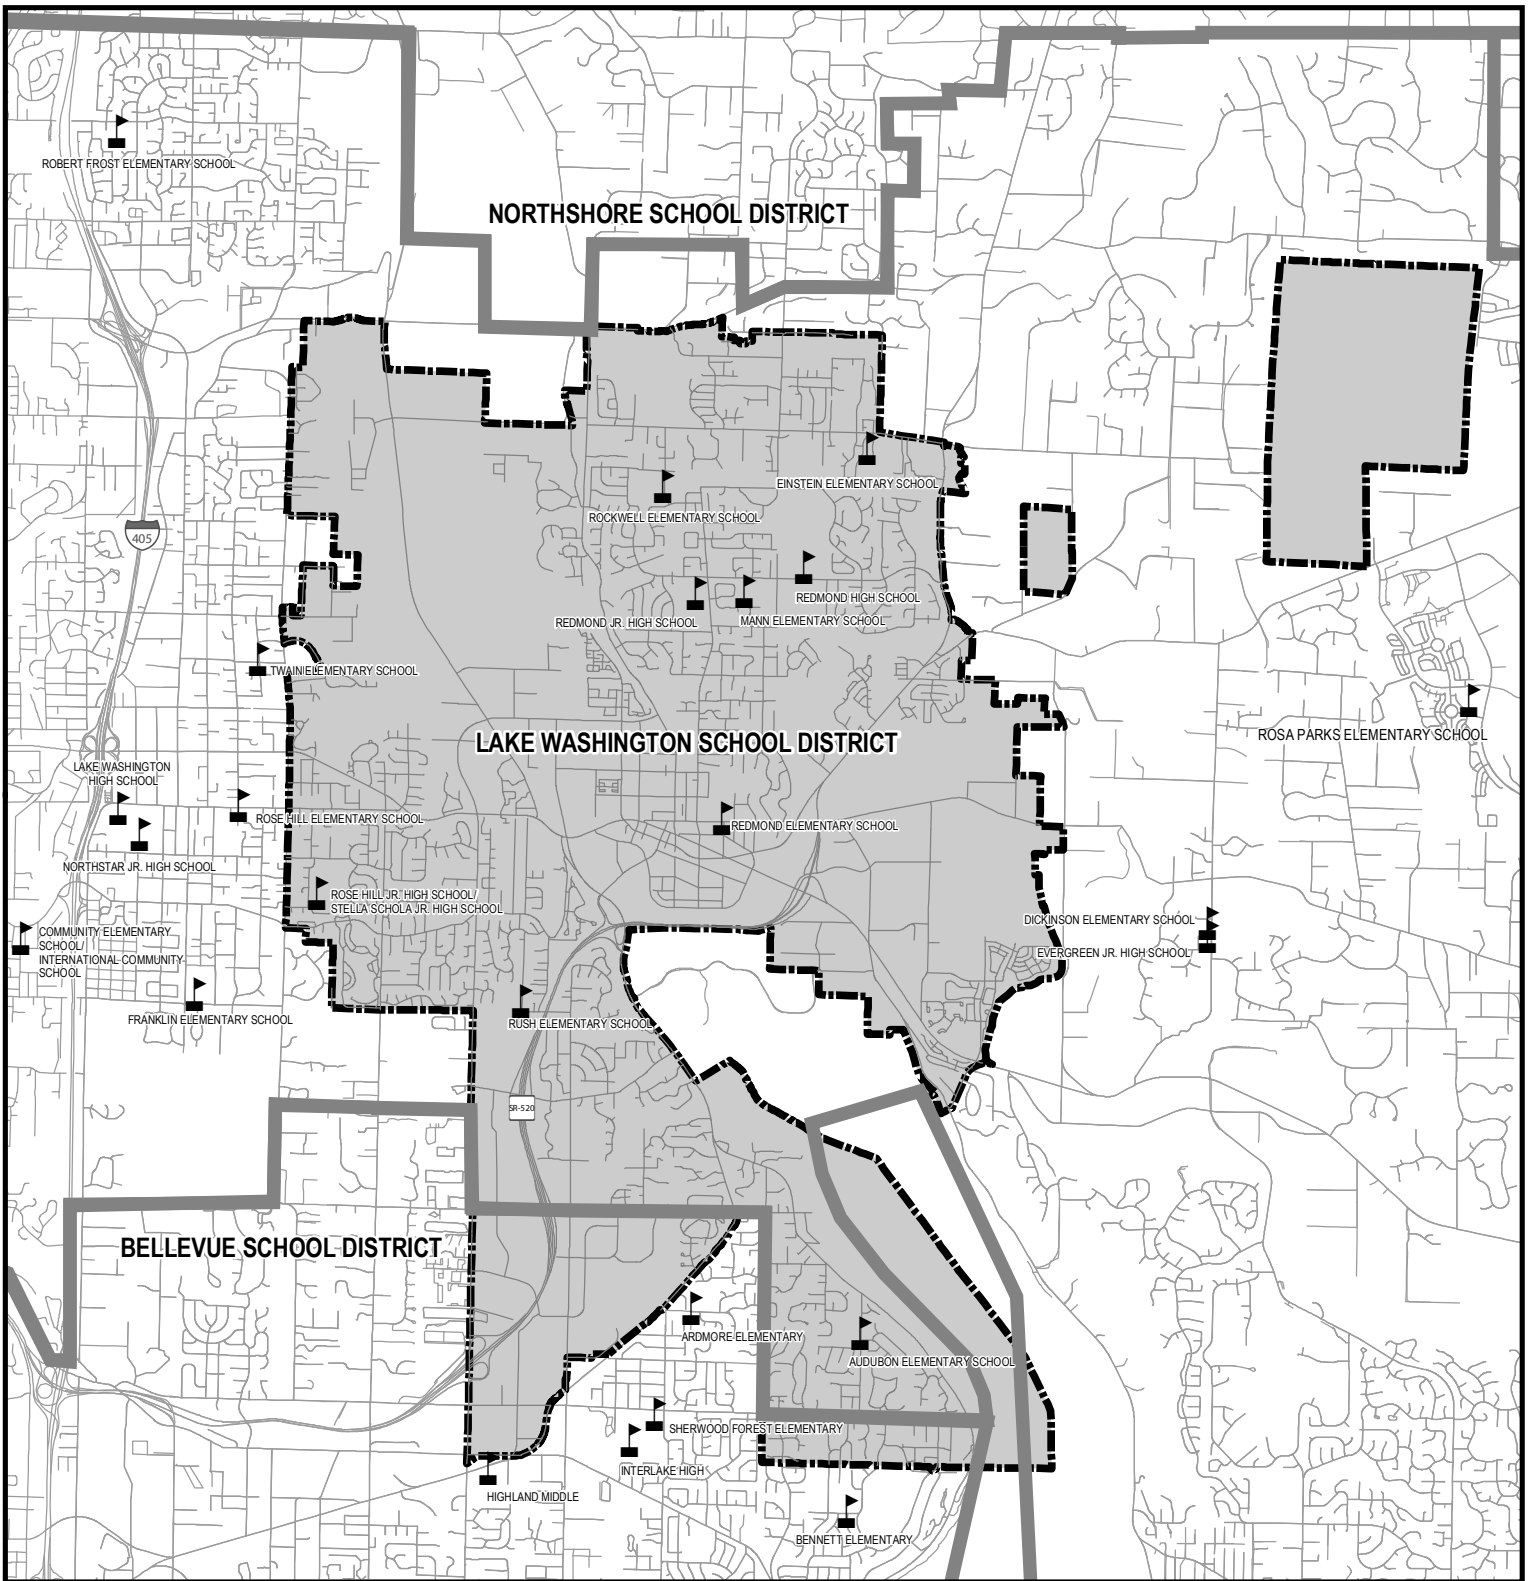 ROBERT FROST ELEMENTARY SCHOOL
NORTHSHORE SCHOOL DISTRICT
EINSTEIN ELEMENTARY SCHOOL
ROCKWELL ELEMENTARY SCHOOL
405
REDMOND HIGH SCHOOL
REDMOND JR. HIGH SCHOOL
MANN ELEMENTARY SCHOOL
TWAIN ELEMENTARY SCHOOL
ROSA PARKS ELEMENTARY SCHOOL
LAKE WASHINGTON SCHOOL DISTRICT
LAKE WASHINGTON
HIGH SCHOOL
ROSE HILL ELEMENTARY SCHOOL
REDMOND ELEMENTARY SCHOOL
NORTHSTAR JR. HIGH SCHOOL
ROSE HILL JR. HIGH SCHOOL/
STELLA SCHOLA JR. HIGH SCHOOL
DICKINSON ELEMENTARY SCHOOL
COMMUNITY ELEMENTARY
SCHOOL/
INTERNATIONAL COMMUNITY
SCHOOL
EVERGREEN JR. HIGH SCHOOL
FRANKLIN ELEMENTARY SCHOOL
RUSH ELEMENTARY SCHOOL
SR-520
BELLEVUE SCHOOL DISTRICT
ARDMORE ELEMENTARY
AUDUBON ELEMENTARY SCHOOL
SHERWOOD FOREST ELEMENTARY
INTERLAKE HIGH
HIGHLAND MIDDLE
BENNETT ELEMENTARY